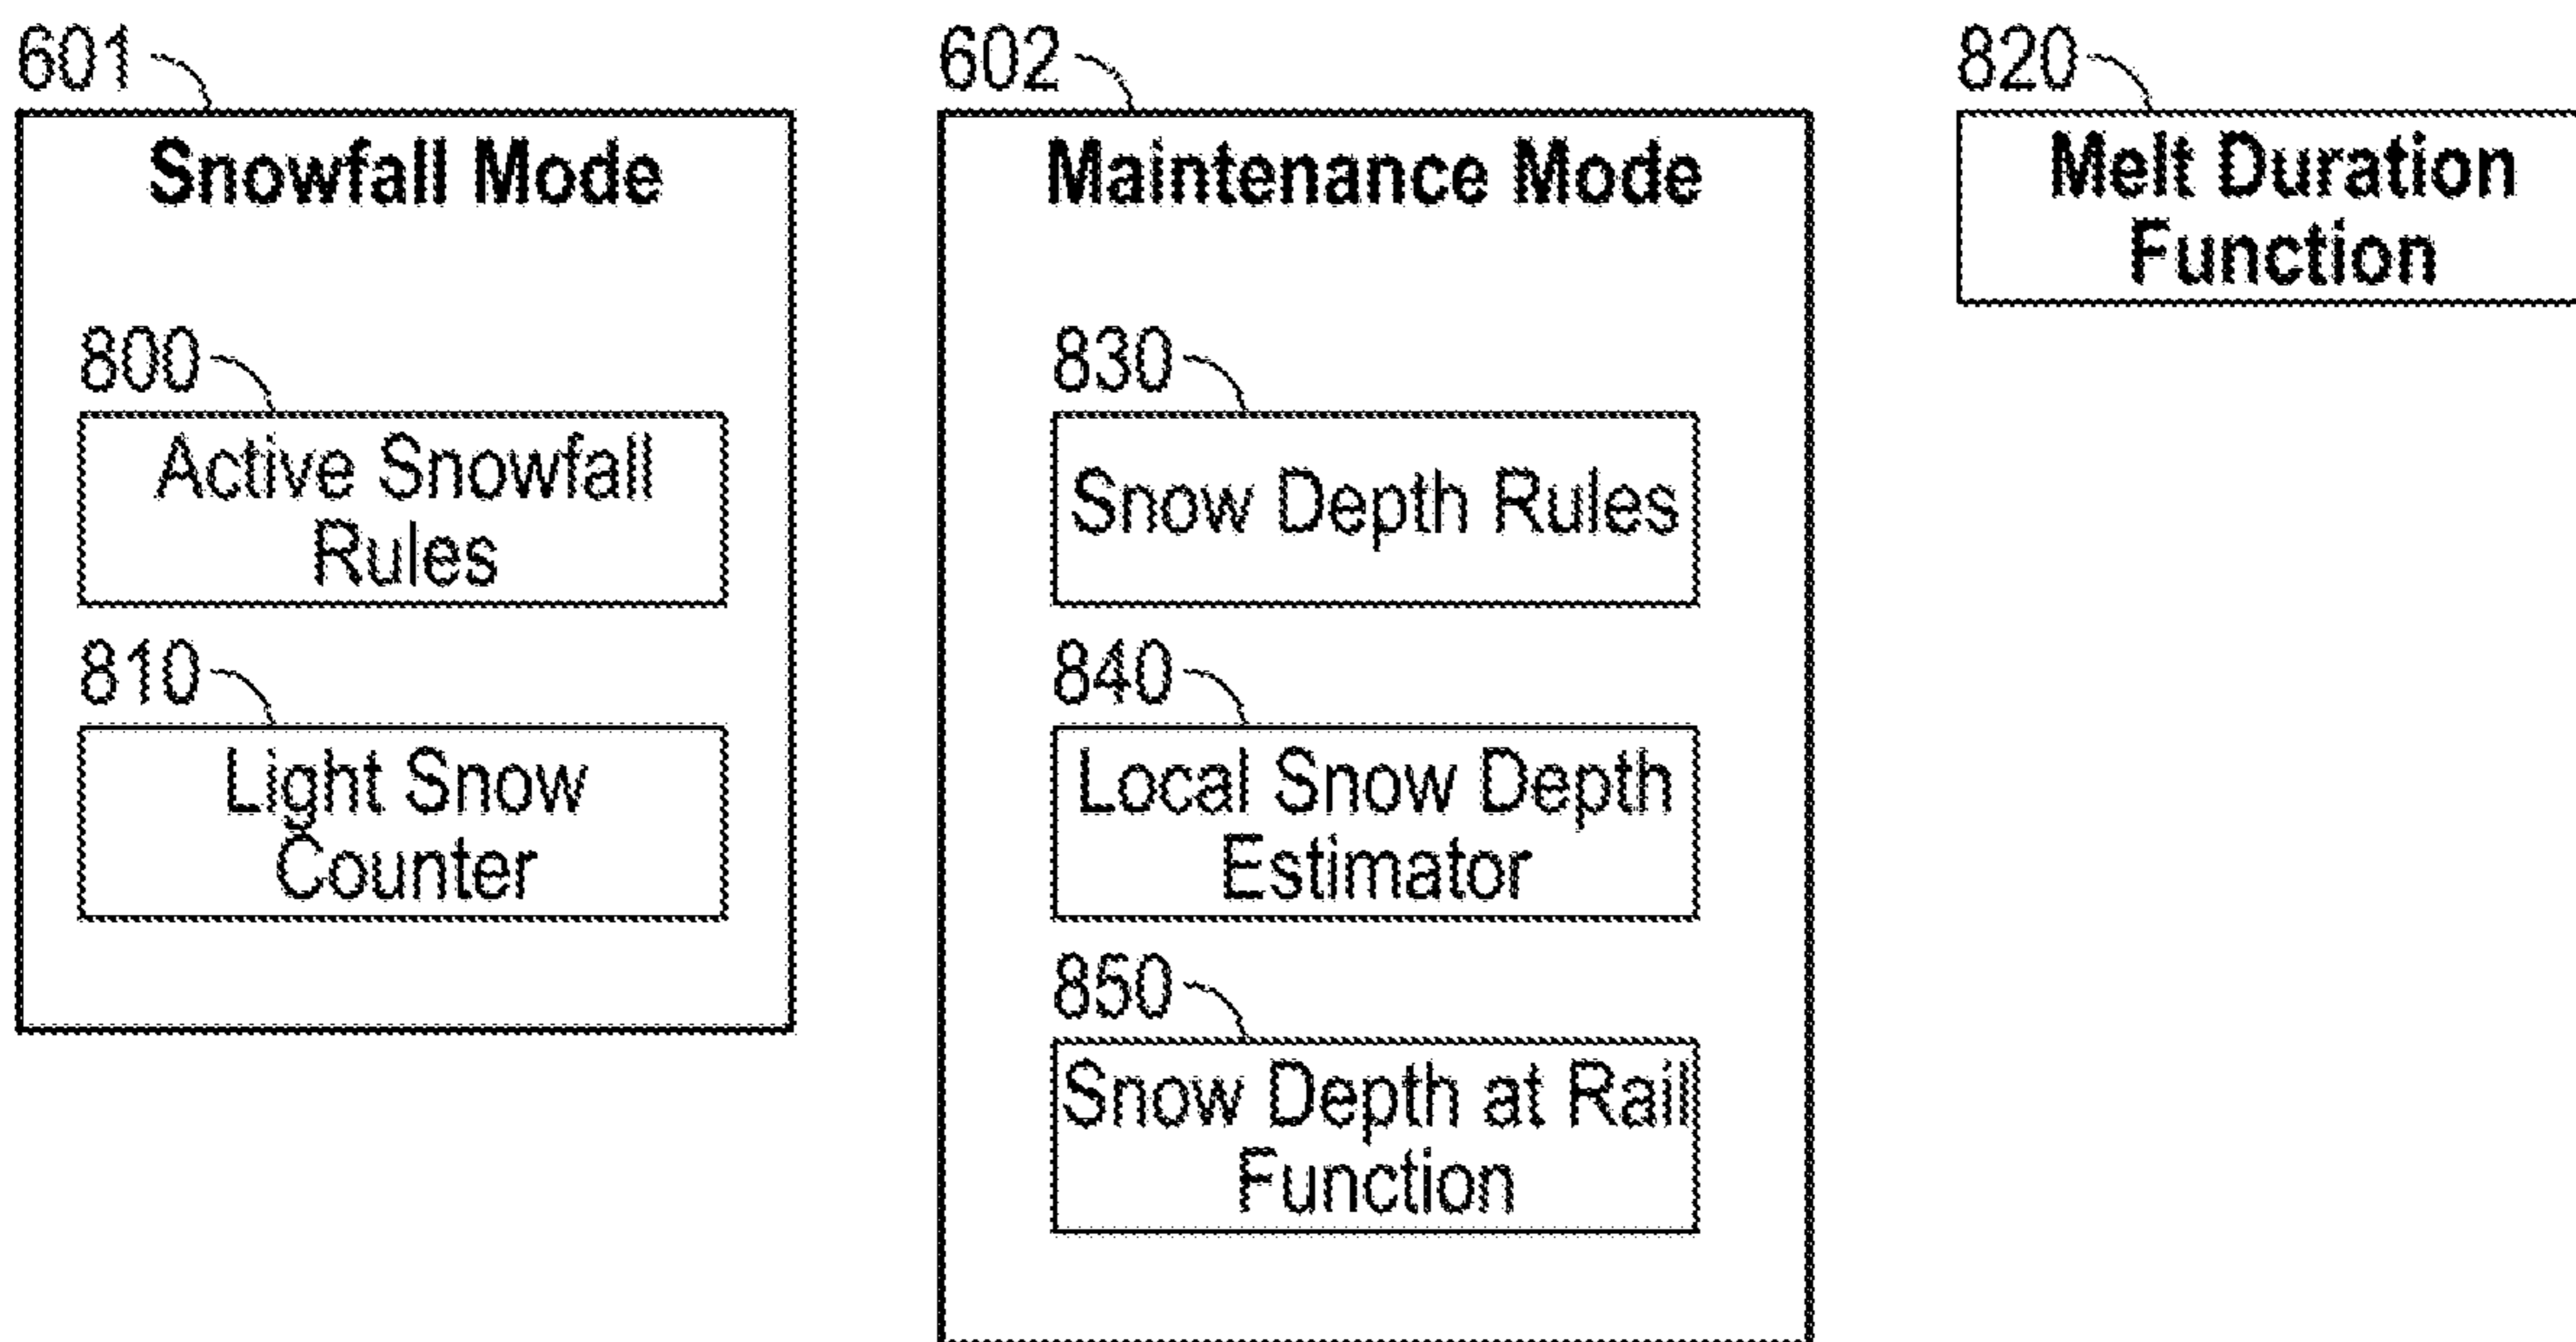 601
Snowfall Mode
800
Active Snowfall
Rules
810
Light Snow
Counter
602
Maintenance Mode
830
Snow Depth Rules
840
Local Snow Depth
Estimator
850
Snow Depth at Rail
Function
820
Melt Duration
Function